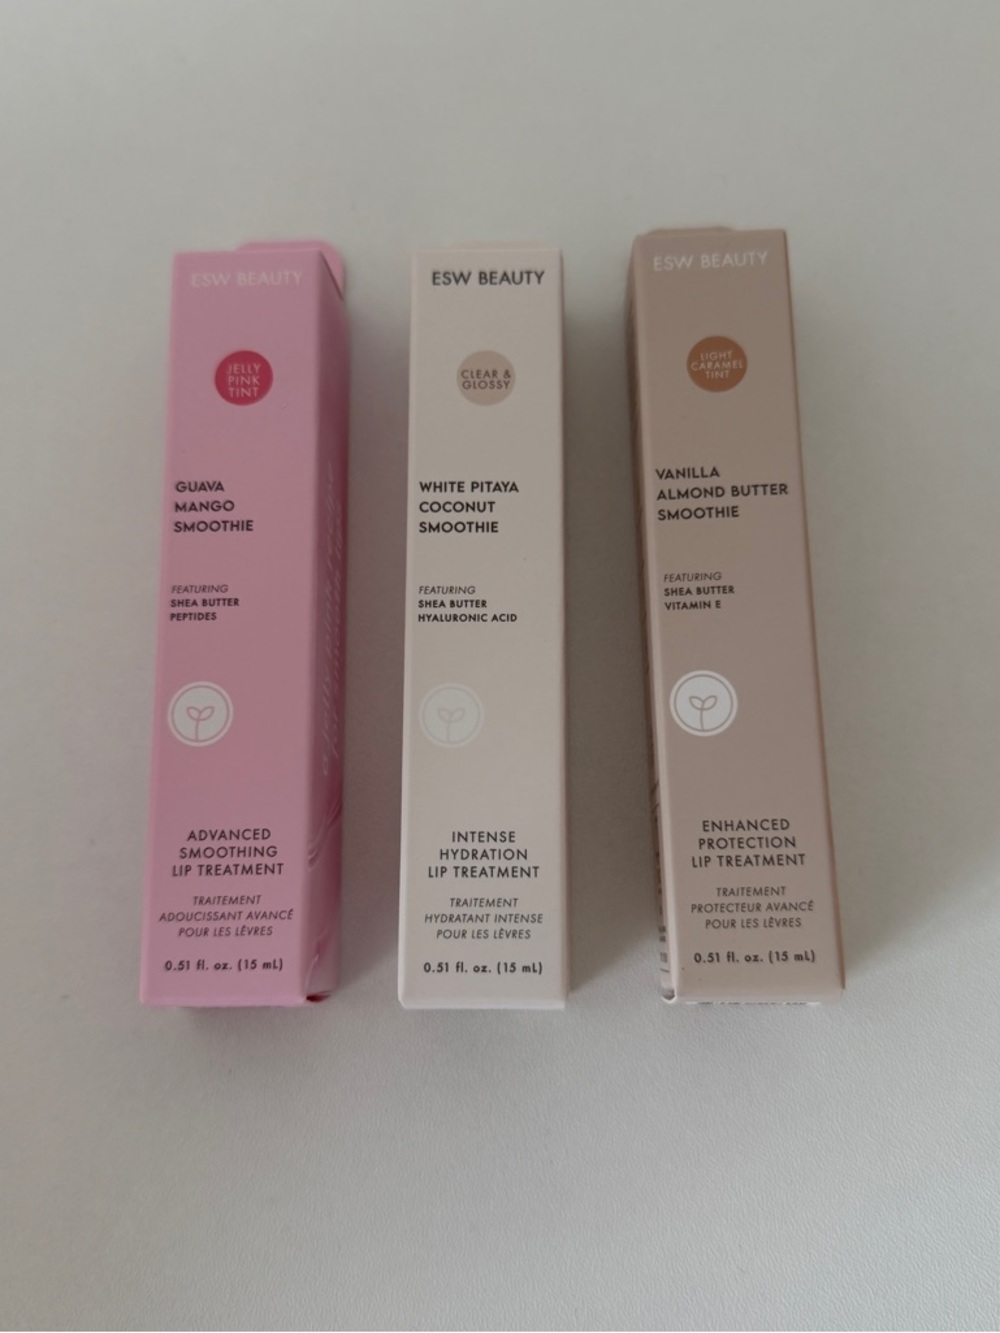 ESW BEAUTY
JELLY
PINK
TINT
GUAVA
MANGO
SMOOTHIE
FEATURING
SHEA BUTTER
PEPTIDES
ADVANCED
SMOOTHING
LIP TREATMENT
TRAITEMENT
ADOUCISSANT AVANCÉ
POUR LES LÈVRES
0.51 fl. oz. (15 mL)
ESW BEAUTY
CLEAR &
GLOSSY
WHITE PITAYA
COCONUT
SMOOTHIE
FEATURING
SHEA BUTTER
HYALURONIC ACID
INTENSE
HYDRATION
LIP TREATMENT
TRAITEMENT
HYDRATANT INTENSE
POUR LES LÈVRES
0.51 fl. oz. (15 mL)
ESW BEAUTY
LIGHT
CARAMEL
TINT
VANILLA
ALMOND BUTTER
SMOOTHIE
FEATURING
SHEA BUTTER
VITAMIN E
ENHANCED
PROTECTION
LIP TREATMENT
TRAITEMENT
PROTECTEUR AVANCÉ
POUR LES LÈVRES
0.51 fl. oz. (15 mL)